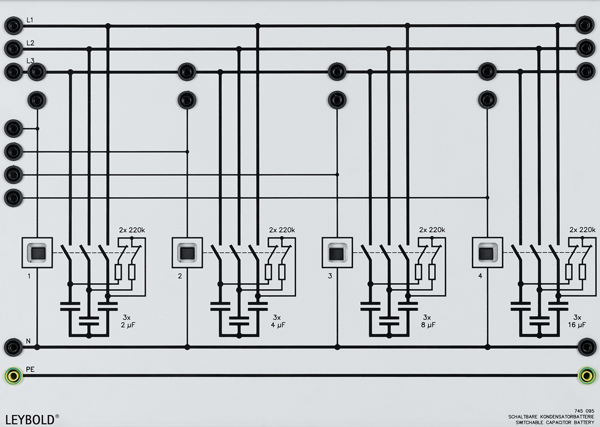 L1
L2
L3
2x 220k
2x 220k
2x 220k
2x 220k
1
2
3
4
3x
2 µF
3x
4 µF
3x
8 µF
3x
16 µF
N
PE
LEYBOLD®
745 095
SCHALTBARE KONDENSATORBATTERIE
SWITCHABLE CAPACITOR BATTERY